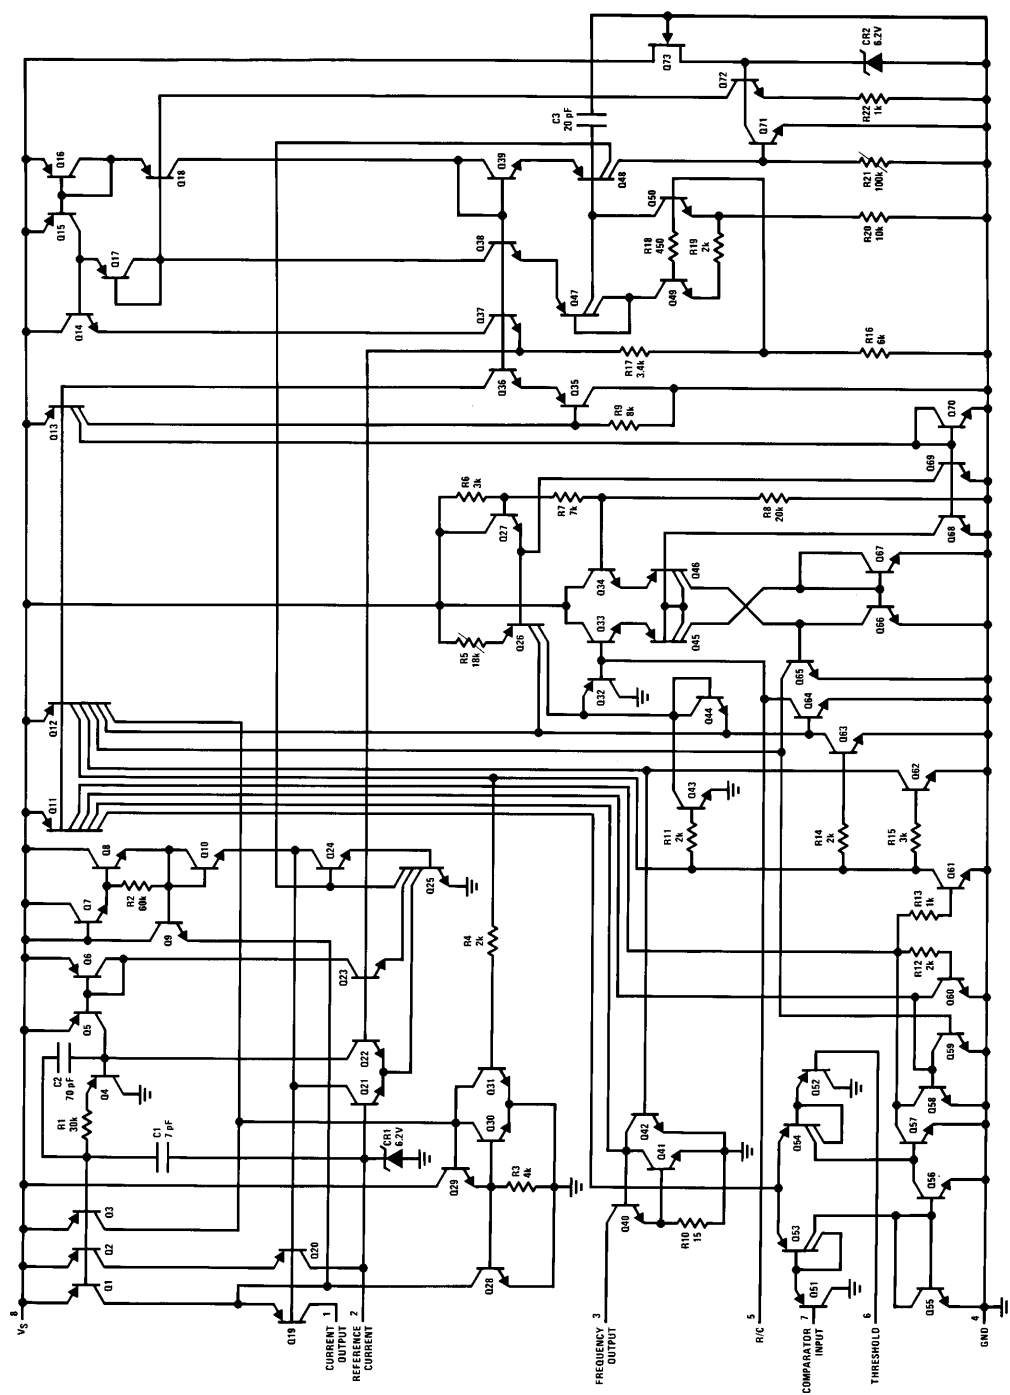 8
VS
Q1
Q2
Q3
R1
30k
C2
70 pF
Q4
Q5
Q6
Q7
Q8
Q11
Q12
Q13
Q14
Q15
Q16
Q17
Q18
R2
60k
Q9
Q10
C1
7 pF
Q19
Q20
Q24
1
CURRENT
OUTPUT
2
REFERENCE
CURRENT
CR1
6.2V
Q21
Q22
Q23
Q25
Q29
Q30
Q31
R4
2k
Q28
R3
4k
R5
18k
R6
3k
Q26
Q27
R7
7k
Q36
Q37
Q38
Q39
Q35
R9
8k
Q47
Q48
C3
20 pF
3
FREQUENCY
OUTPUT
Q40
Q41
Q42
R10
15
Q32
Q33
Q34
R17
3.4k
R18
450
R19
2k
Q49
Q50
Q73
Q43
R11
2k
Q44
Q45
Q46
R8
20k
5
R/C
7
COMPARATOR
INPUT
Q51
Q53
Q54
Q52
Q64
Q65
Q72
Q71
6
THRESHOLD
R14
2k
Q63
R15
3k
Q62
Q66
Q67
R16
6k
R20
10k
R21
100k
R22
1k
CR2
6.2V
Q55
Q56
Q57
Q58
Q59
Q60
R12
2k
R13
1k
Q61
Q68
Q69
Q70
4
GND